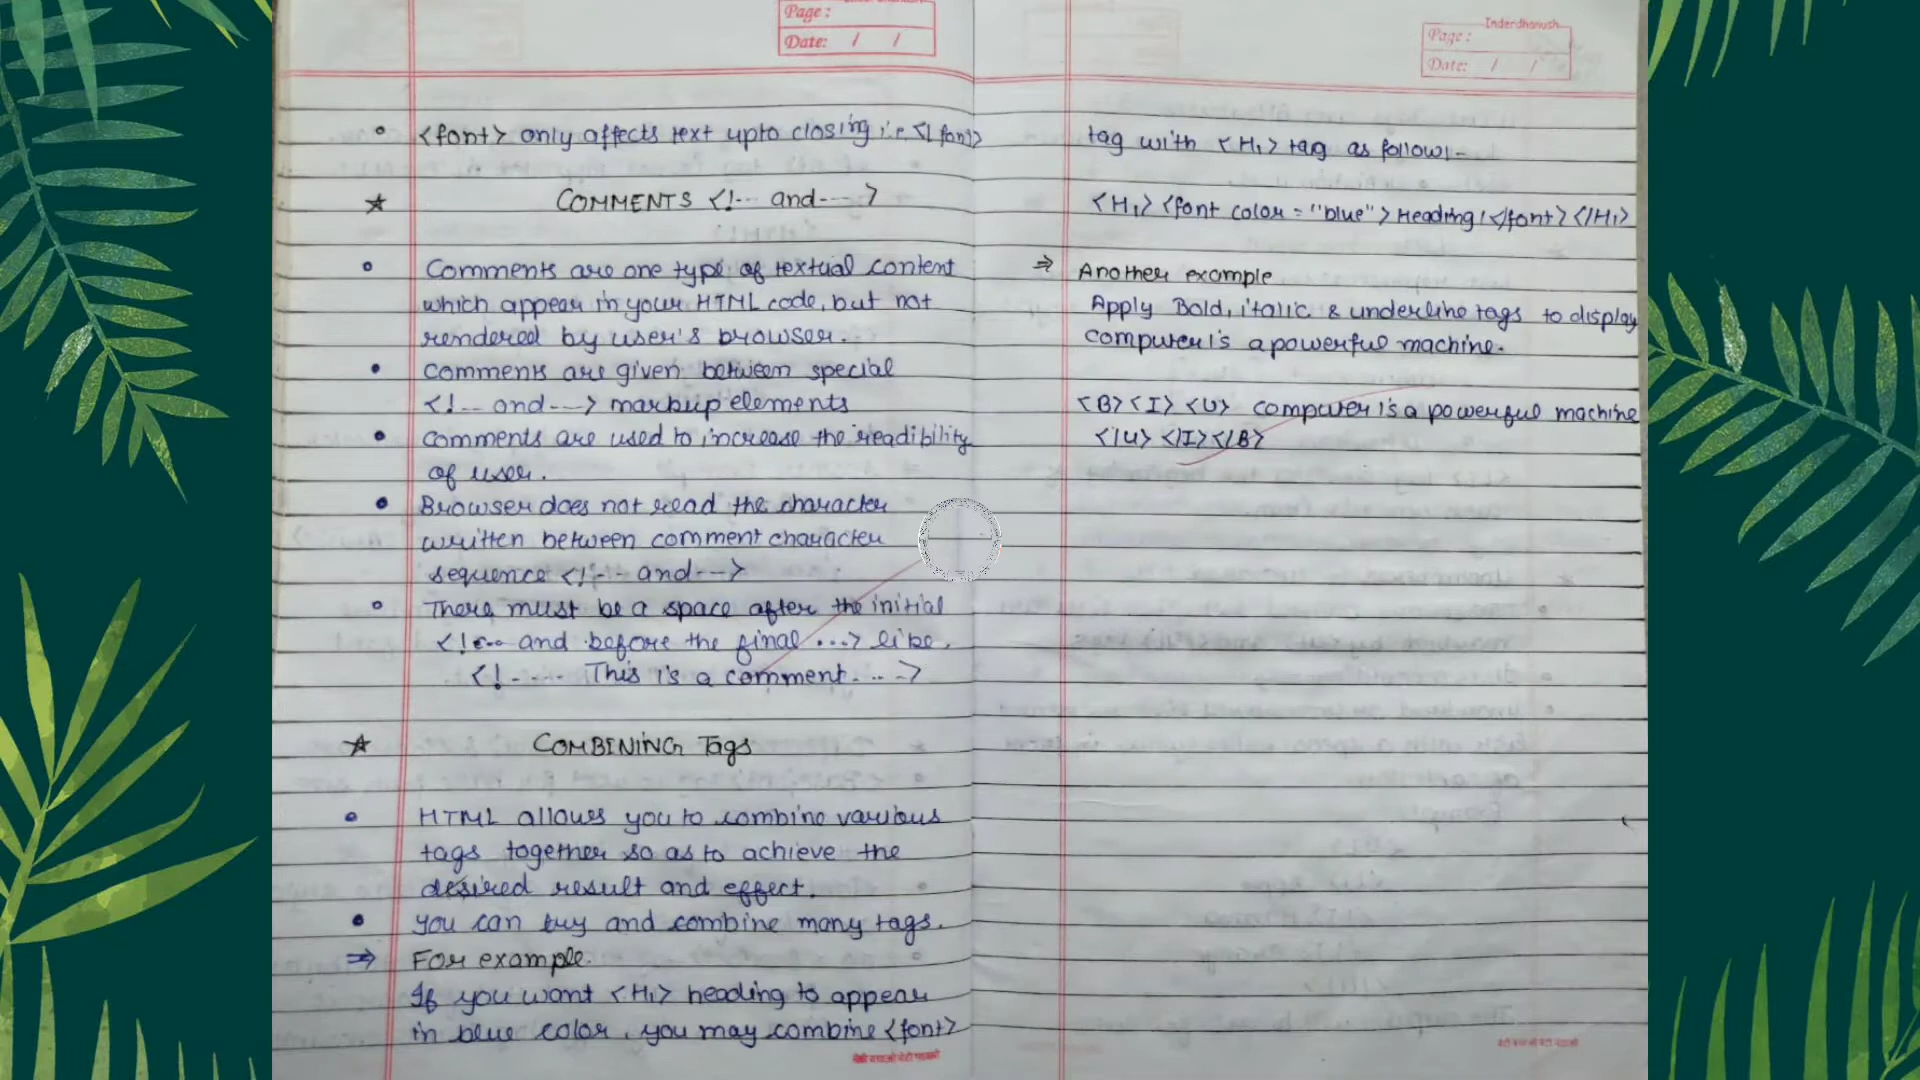 Page :
Date: / /
• <font> only affects text upto closing i.e </font>
☆ COMMENTS <!--- and ---->
• Comments are one type of textual content
which appear in your HTML code, but not
rendered by user's browser.
• Comments are given between special
<!--- and ---> markup elements
• comments are used to increase the readibility
of user.
• Browser does not read the character
written between comment character
sequence <!--- and --->
• There must be a space after the initial
<!--- and before the final ...> like.
<!----- This is a comment. ...>
☆ COMBINING Tags
• HTML allows you to combine various
tags together so as to achieve the
desired result and effect.
• you can try and combine many tags.
⇒ For example.
If you want <H1> heading to appear
in blue color, you may combine <font>
Inderdhanush
Page :
Date: / /
tag with <H1> tag as follow:-
<H1> <font color = "blue"> Heading1 </font> </H1>
⇒ Another example
Apply Bold, italic & underline tags to display
computer is a powerful machine.
<B> <I> <U> computer is a powerful machine
</U> </I> </B>